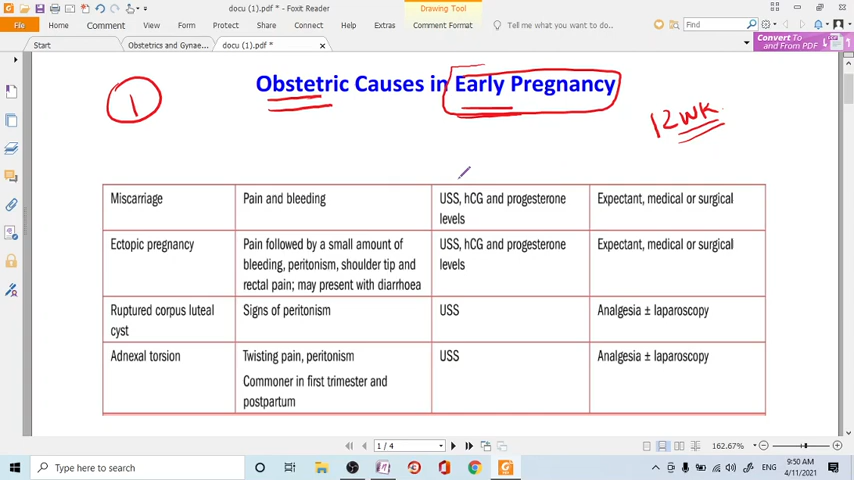 docu (1).pdf * - Foxit Reader
Drawing Tool
File
Home
Comment
View
Form
Protect
Share
Connect
Help
Extras
Comment Format
Tell me what you want to do...
Find
Start
Obstetrics and Gynae...
docu (1).pdf *
Convert To
and From PDF
Obstetric Causes in Early Pregnancy
1
12 wk
Miscarriage
Pain and bleeding
USS, hCG and progesterone
levels
Expectant, medical or surgical
Ectopic pregnancy
Pain followed by a small amount of
bleeding, peritonism, shoulder tip and
rectal pain; may present with diarrhoea
USS, hCG and progesterone
levels
Expectant, medical or surgical
Ruptured corpus luteal
cyst
Signs of peritonism
USS
Analgesia ± laparoscopy
Adnexal torsion
Twisting pain, peritonism
Commoner in first trimester and
postpartum
USS
Analgesia ± laparoscopy
1 / 4
162.67%
Type here to search
ENG
9:50 AM
4/11/2021